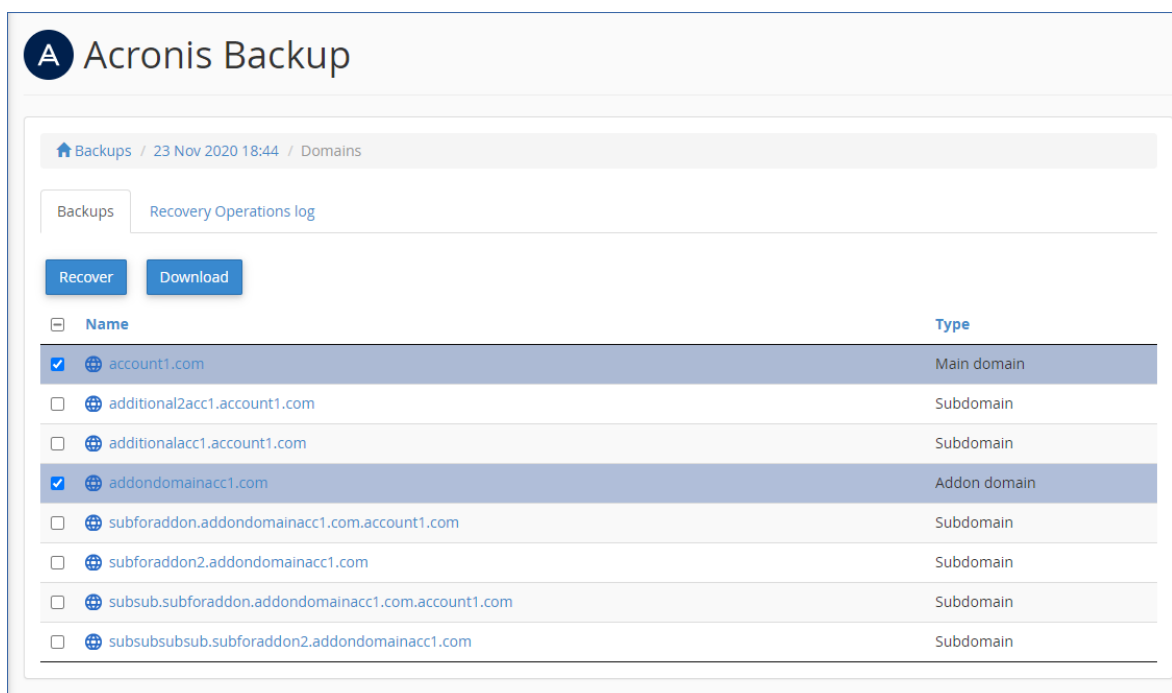 Acronis Backup
Backups / 23 Nov 2020 18:44 / Domains
Backups Recovery Operations log
Recover Download
Name Type
account1.com Main domain
additional2acc1.account1.com Subdomain
additionalacc1.account1.com Subdomain
addondomainacc1.com Addon domain
subforaddon.addondomainacc1.com.account1.com Subdomain
subforaddon2.addondomainacc1.com Subdomain
subsub.subforaddon.addondomainacc1.com.account1.com Subdomain
subsubsubsub.subforaddon2.addondomainacc1.com Subdomain